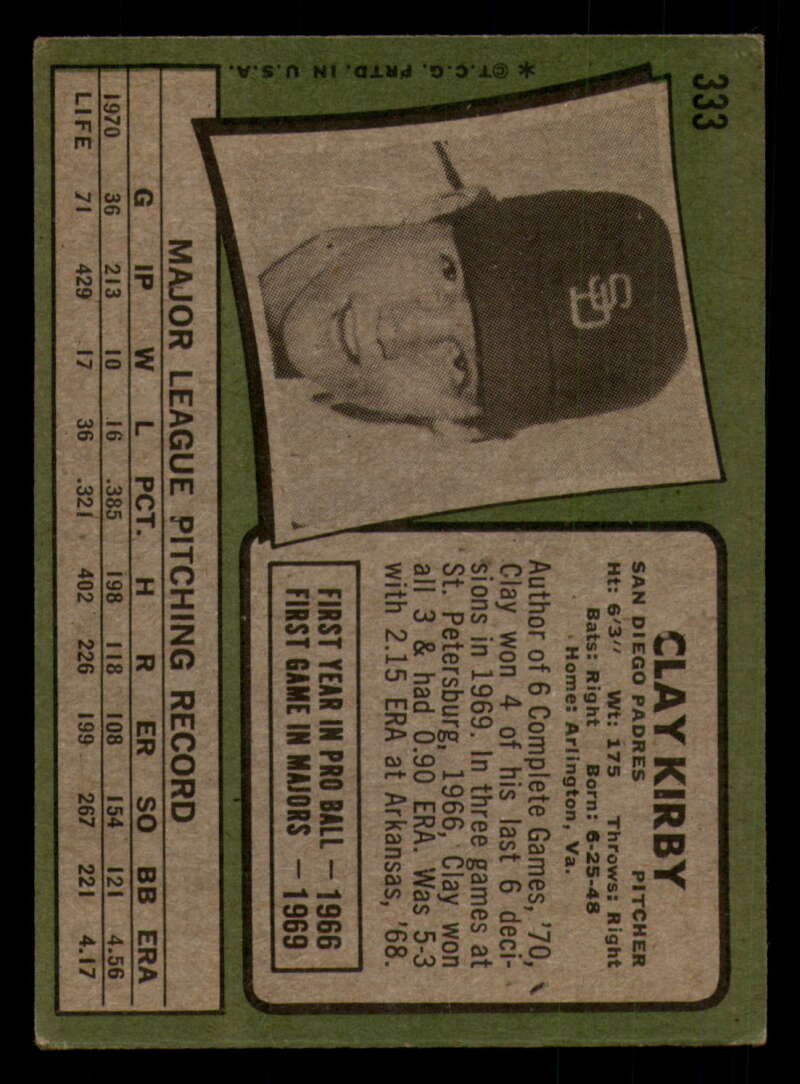 333
SD
CLAY KIRBY
SAN DIEGO PADRES PITCHER
Ht: 6'3" Wt: 175 Throws: Right
Bats: Right Born: 6-25-48
Home: Arlington, Va.
Author of 6 Complete Games, '70,
Clay won 4 of his last 6 deci-
sions in 1969. In three games at
St. Petersburg, 1966, Clay won
all 3 & had 0.90 ERA. Was 5-3
with 2.15 ERA at Arkansas, '68.
FIRST YEAR IN PRO BALL — 1966
FIRST GAME IN MAJORS — 1969
MAJOR LEAGUE PITCHING RECORD
G IP W L PCT. H R ER SO BB ERA
1970 36 213 10 16 .385 198 118 108 154 121 4.56
LIFE 71 429 17 36 .321 402 226 199 267 221 4.17
* © T.C.G. PRTD. IN U.S.A.